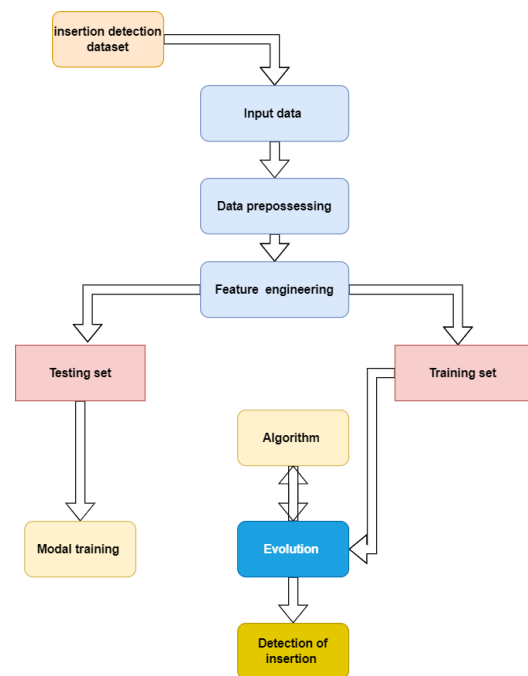 insertion detection
dataset
Input data
Data prepossessing
Feature engineering
Testing set
Training set
Algorithm
Modal training
Evolution
Detection of
insertion